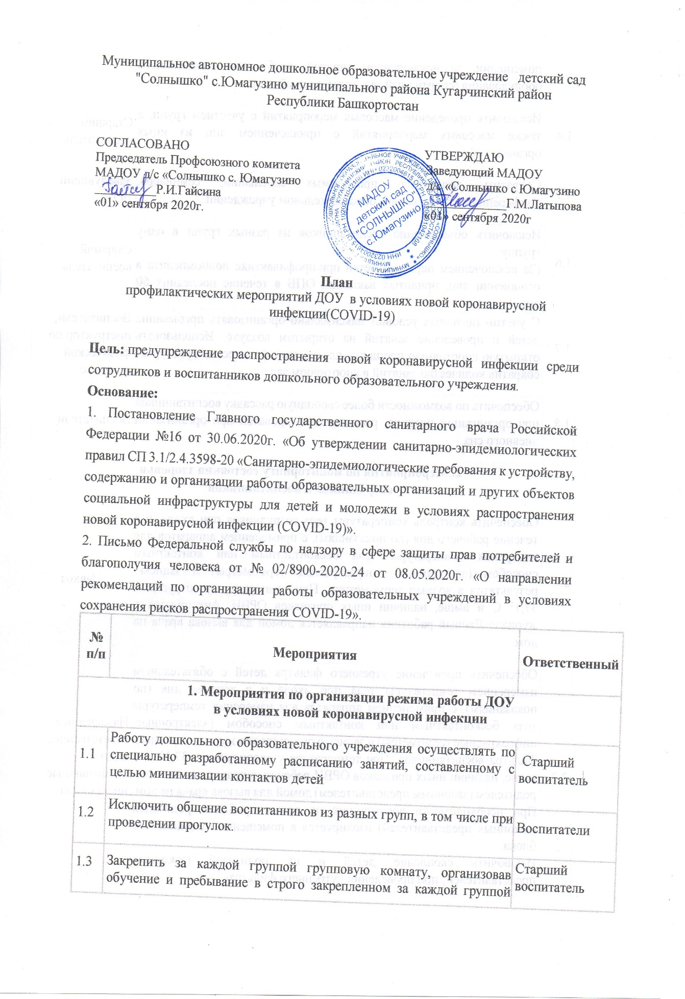 Муниципальное автономное дошкольное образовательное учреждение детский сад
"Солнышко" с.Юмагузино муниципального района Кугарчинский район
Республики Башкортостан
СОГЛАСОВАНО
Председатель Профсоюзного комитета
МАДОУ д/с «Солнышко с. Юмагузино
__________Р.И.Гайсина
«01» сентября 2020г.
УТВЕРЖДАЮ
Заведующий МАДОУ
д/с «Солнышко с Юмагузино
____________Г.М.Латыпова
«01» сентября 2020г
МАДОУ
детский сад
"СОЛНЫШКО"
с.Юмагузино
План
профилактических мероприятий ДОУ в условиях новой коронавирусной
инфекции(COVID-19)
Цель: предупреждение распространения новой коронавирусной инфекции среди
сотрудников и воспитанников дошкольного образовательного учреждения.
Основание:
1. Постановление Главного государственного санитарного врача Российской
Федерации №16 от 30.06.2020г. «Об утверждении санитарно-эпидемиологических
правил СП 3.1/2.4.3598-20 «Санитарно-эпидемиологические требования к устройству,
содержанию и организации работы образовательных организаций и других объектов
социальной инфраструктуры для детей и молодежи в условиях распространения
новой коронавирусной инфекции (COVID-19)».
2. Письмо Федеральной службы по надзору в сфере защиты прав потребителей и
благополучия человека от № 02/8900-2020-24 от 08.05.2020г. «О направлении
рекомендаций по организации работы образовательных учреждений в условиях
сохранения рисков распространения COVID-19».
№
п/п
Мероприятия
Ответственный
1. Мероприятия по организации режима работы ДОУ
в условиях новой коронавирусной инфекции
1.1
Работу дошкольного образовательного учреждения осуществлять по
специально разработанному расписанию занятий, составленному с
целью минимизации контактов детей
Старший
воспитатель
1.2
Исключить общение воспитанников из разных групп, в том числе при
проведении прогулок.
Воспитатели
1.3
Закрепить за каждой группой групповую комнату, организовав
обучение и пребывание в строго закрепленном за каждой группой
Старший
воспитатель